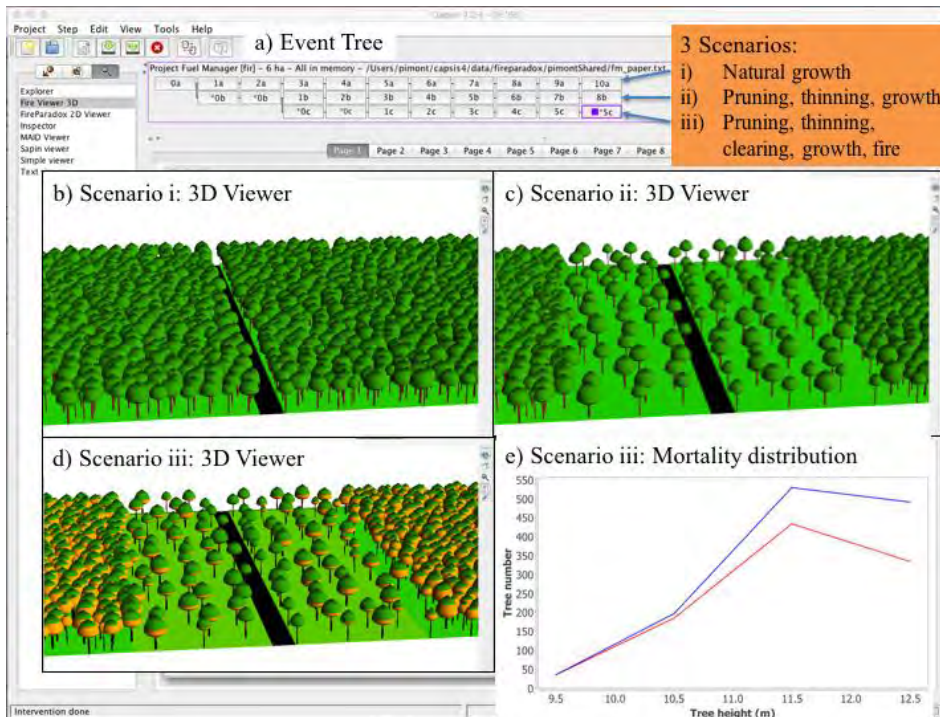 Project Step Edit View Tools Help
a) Event Tree
3 Scenarios:
i) Natural growth
ii) Pruning, thinning, growth
iii) Pruning, thinning,
clearing, growth, fire
Project Fuel Manager [fir] - 6 ha - All in memory - /Users/pimont/capsis4/data/fireparadox/pimontShared/fm_paper.txt
0a 1a 2a 3a 4a 5a 6a 7a 8a 9a 10a
*0b *0b 1b 2b 3b 4b 5b 6b 7b 8b
*0c *0c 1c 2c 3c 4c 5c *5c
Explorer
Fire Viewer 3D
FireParadox 2D Viewer
Inspector
MAID Viewer
Sapin viewer
Simple viewer
Text
Page 1 Page 2 Page 3 Page 4 Page 5 Page 6 Page 7 Page 8
b) Scenario i: 3D Viewer
c) Scenario ii: 3D Viewer
d) Scenario iii: 3D Viewer
e) Scenario iii: Mortality distribution
550
500
450
400
350
300
250
200
150
100
50
0
Tree number
9.5 10.0 10.5 11.0 11.5 12.0 12.5
Tree height (m)
Intervention done